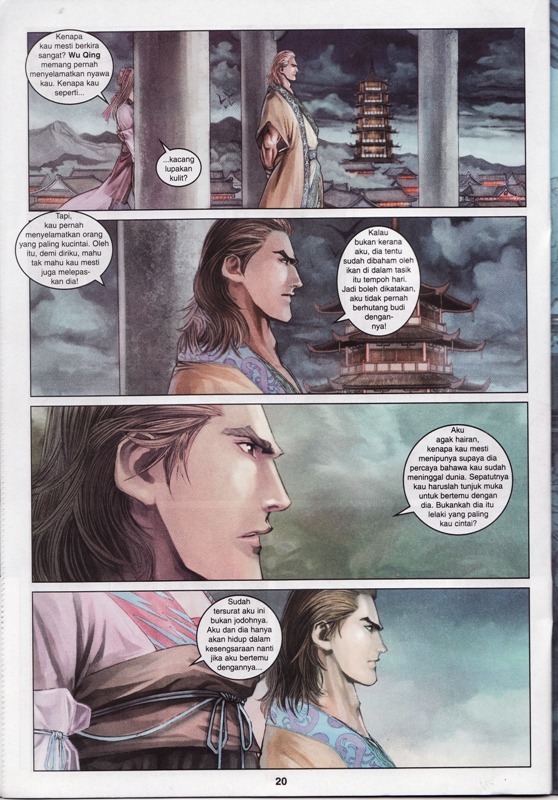 Kenapa
kau mesti berkira
sangat? Wu Qing
memang pernah
menyelamatkan nyawa
kau. Kenapa kau
seperti...
...kacang
lupakan
kulit?
Tapi,
kau pernah
menyelamatkan orang
yang paling kucintai. Oleh
itu, demi diriku, mahu
tak mahu kau mesti
juga melepas-
kan dia!
Kalau
bukan kerana
aku, dia tentu
sudah dibaham oleh
ikan di dalam tasik
itu tempoh hari.
Jadi boleh dikatakan,
aku tidak pernah
berhutang budi
dengan-
nya!
Aku
agak hairan,
kenapa kau mesti
menipunya supaya dia
percaya bahawa kau sudah
meninggal dunia. Sepatutnya
kau haruslah tunjuk muka
untuk bertemu dengan
dia. Bukankah dia itu
lelaki yang paling
kau cintai?
Sudah
tersurat aku ini
bukan jodohnya.
Aku dan dia hanya
akan hidup dalam
kesengsaraan nanti
jika aku bertemu
dengannya...
20